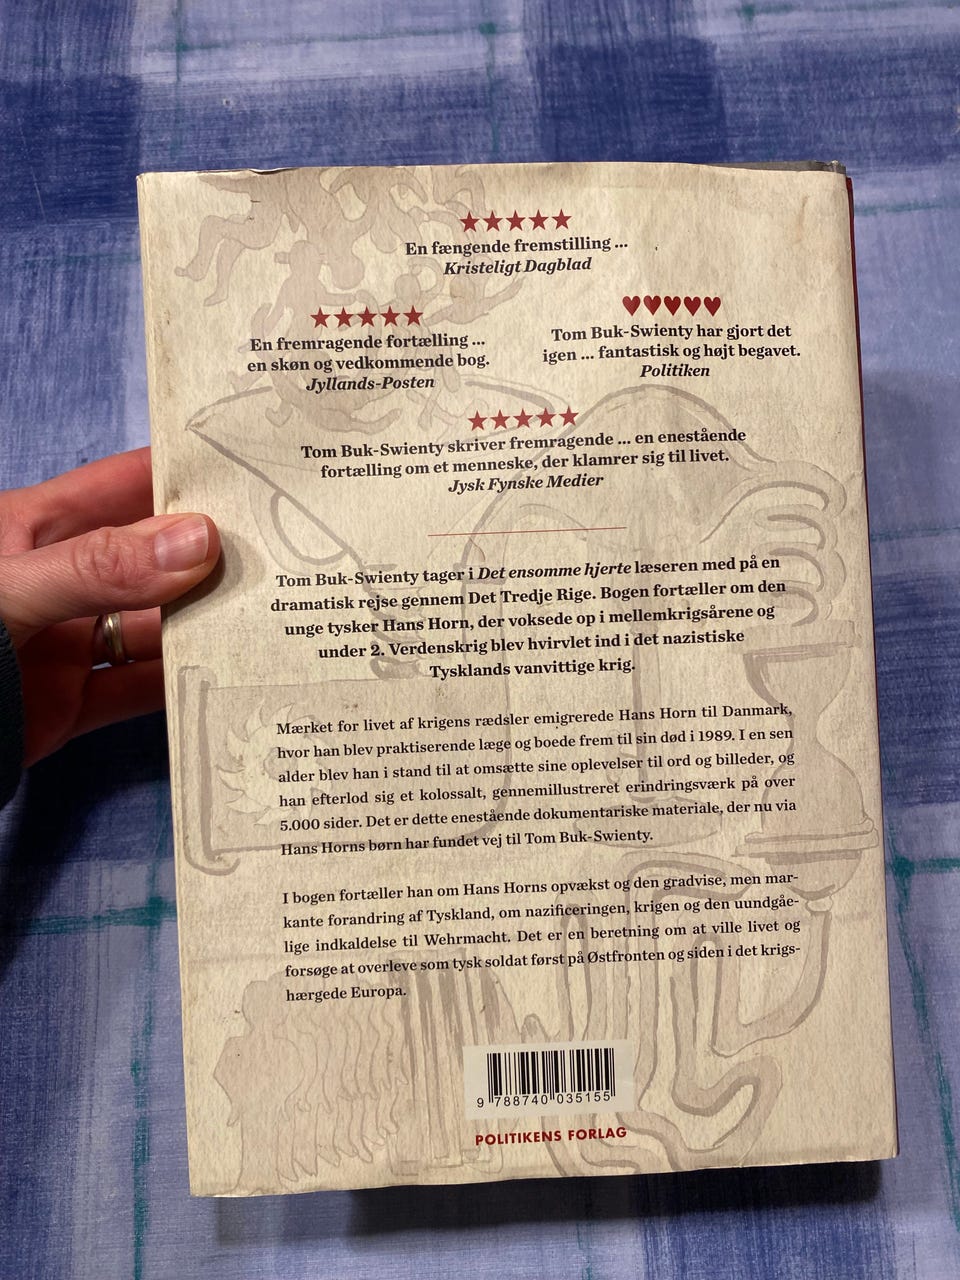 ★★★★★
En fængende fremstilling ...
Kristeligt Dagblad
★★★★★
En fremragende fortælling ...
en skøn og vedkommende bog.
Jyllands-Posten
♥♥♥♥♥
Tom Buk-Swienty har gjort det
igen ... fantastisk og højt begavet.
Politiken
★★★★★
Tom Buk-Swienty skriver fremragende ... en enestående
fortælling om et menneske, der klamrer sig til livet.
Jysk Fynske Medier
Tom Buk-Swienty tager i Det ensomme hjerte læseren med på en
dramatisk rejse gennem Det Tredje Rige. Bogen fortæller om den
unge tysker Hans Horn, der voksede op i mellemkrigsårene og
under 2. Verdenskrig blev hvirvlet ind i det nazistiske
Tysklands vanvittige krig.
Mærket for livet af krigens rædsler emigrerede Hans Horn til Danmark,
hvor han blev praktiserende læge og boede frem til sin død i 1989. I en sen
alder blev han i stand til at omsætte sine oplevelser til ord og billeder, og
han efterlod sig et kolossalt, gennemillustreret erindringsværk på over
5.000 sider. Det er dette enestående dokumentariske materiale, der nu via
Hans Horns børn har fundet vej til Tom Buk-Swienty.
I bogen fortæller han om Hans Horns opvækst og den gradvise, men mar-
kante forandring af Tyskland, om nazificeringen, krigen og den uundgåe-
lige indkaldelse til Wehrmacht. Det er en beretning om at ville livet og
forsøge at overleve som tysk soldat først på Østfronten og siden i det krigs-
hærgede Europa.
9 788740 035155
POLITIKENS FORLAG